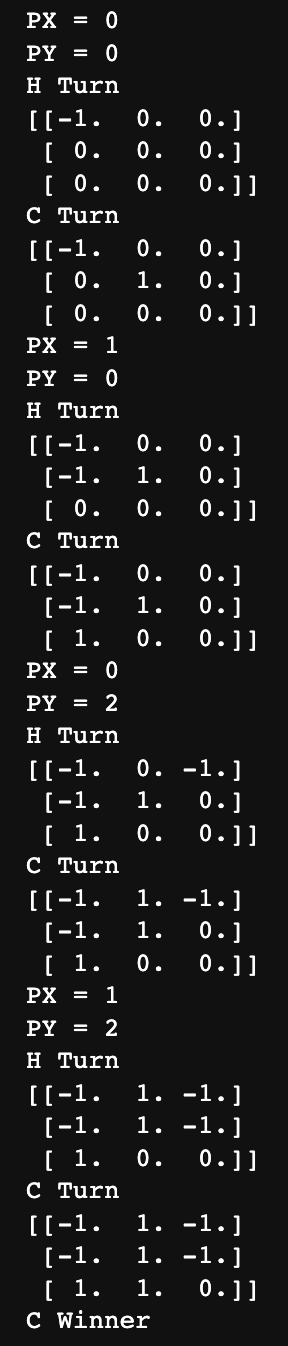 PX = 0
PY = 0
H Turn
[[-1.  0.  0.]
 [ 0.  0.  0.]
 [ 0.  0.  0.]]
C Turn
[[-1.  0.  0.]
 [ 0.  1.  0.]
 [ 0.  0.  0.]]
PX = 1
PY = 0
H Turn
[[-1.  0.  0.]
 [-1.  1.  0.]
 [ 0.  0.  0.]]
C Turn
[[-1.  0.  0.]
 [-1.  1.  0.]
 [ 1.  0.  0.]]
PX = 0
PY = 2
H Turn
[[-1.  0. -1.]
 [-1.  1.  0.]
 [ 1.  0.  0.]]
C Turn
[[-1.  1. -1.]
 [-1.  1.  0.]
 [ 1.  0.  0.]]
PX = 1
PY = 2
H Turn
[[-1.  1. -1.]
 [-1.  1. -1.]
 [ 1.  0.  0.]]
C Turn
[[-1.  1. -1.]
 [-1.  1. -1.]
 [ 1.  1.  0.]]
C Winner